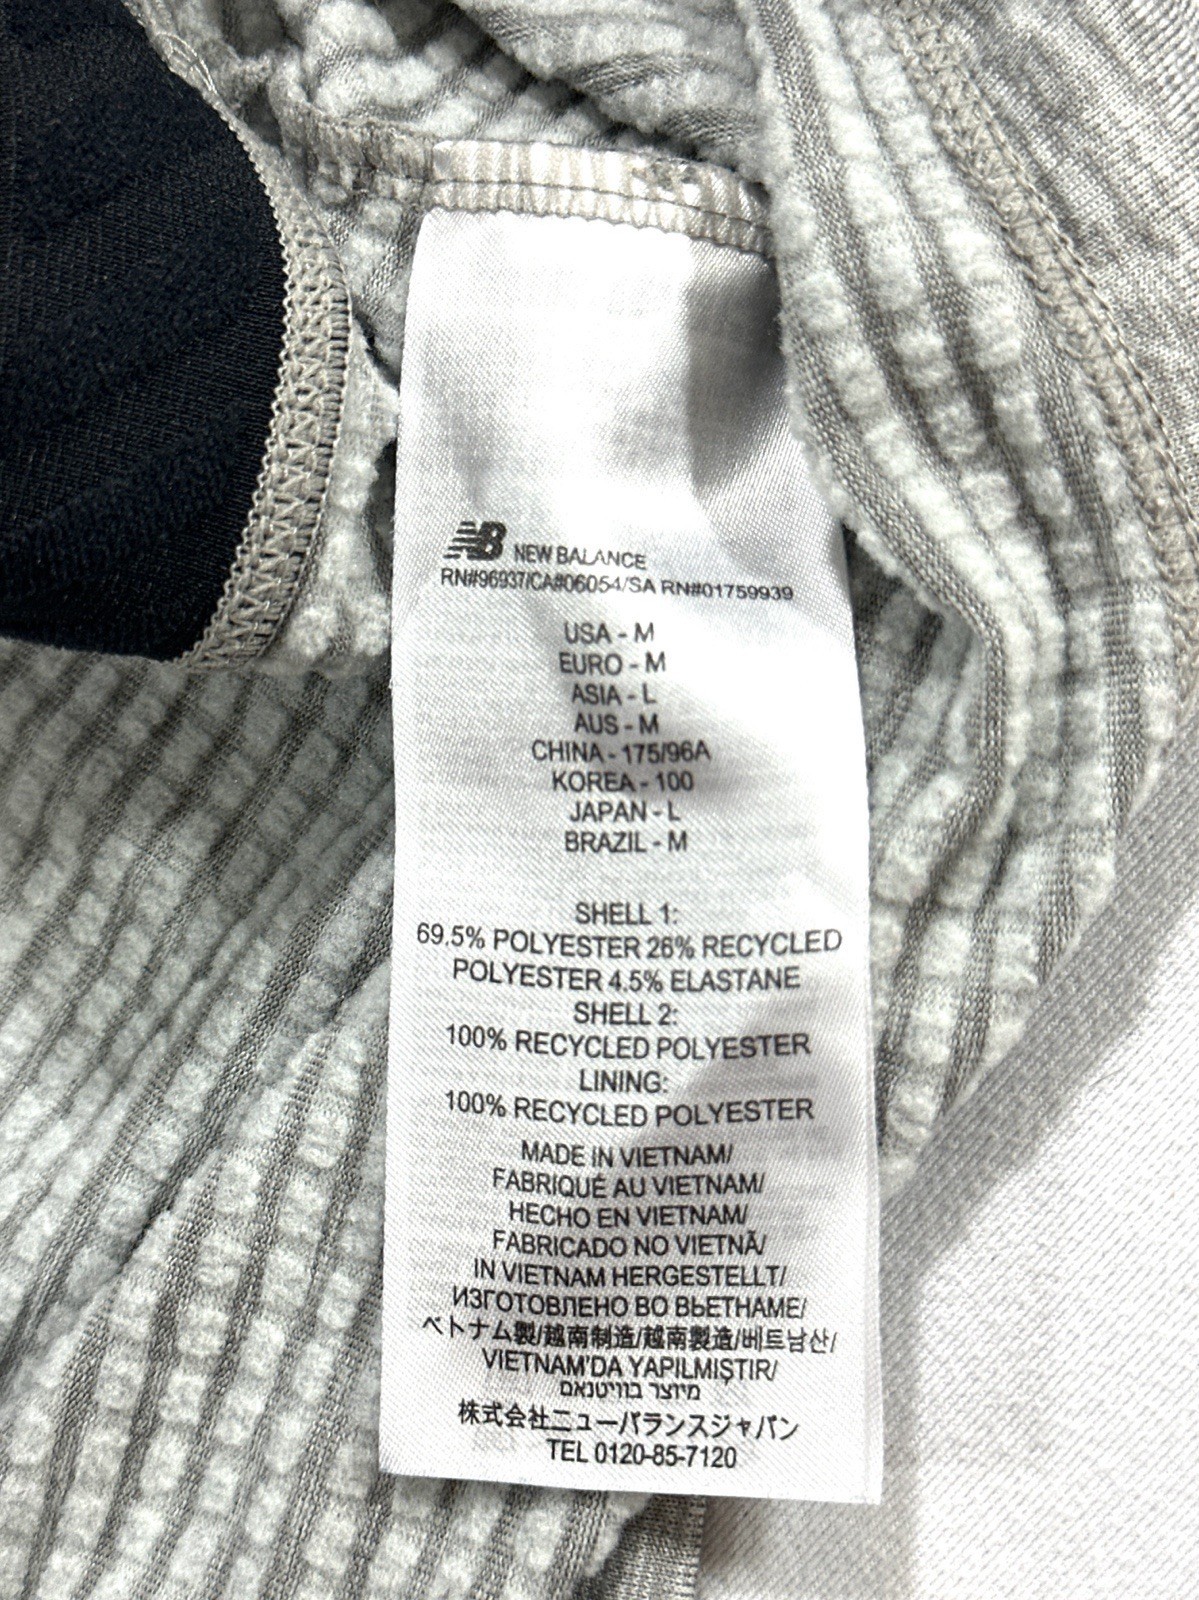 NB NEW BALANCE
RN#96937/CA#06054/SA RN#01759939
USA - M
EURO - M
ASIA - L
AUS - M
CHINA - 175/96A
KOREA - 100
JAPAN - L
BRAZIL - M
SHELL 1:
69.5% POLYESTER 26% RECYCLED
POLYESTER 4.5% ELASTANE
SHELL 2:
100% RECYCLED POLYESTER
LINING:
100% RECYCLED POLYESTER
MADE IN VIETNAM/
FABRIQUÉ AU VIETNAM/
HECHO EN VIETNAM/
FABRICADO NO VIETNÃ/
IN VIETNAM HERGESTELLT/
ИЗГОТОВЛЕНО ВО ВЬЕТНАМЕ/
ベトナム製/越南制造/越南製造/베트남산/
VIETNAM'DA YAPILMIŞTIR/
מיוצר בווייטנאם
株式会社ニューバランスジャパン
TEL 0120-85-7120